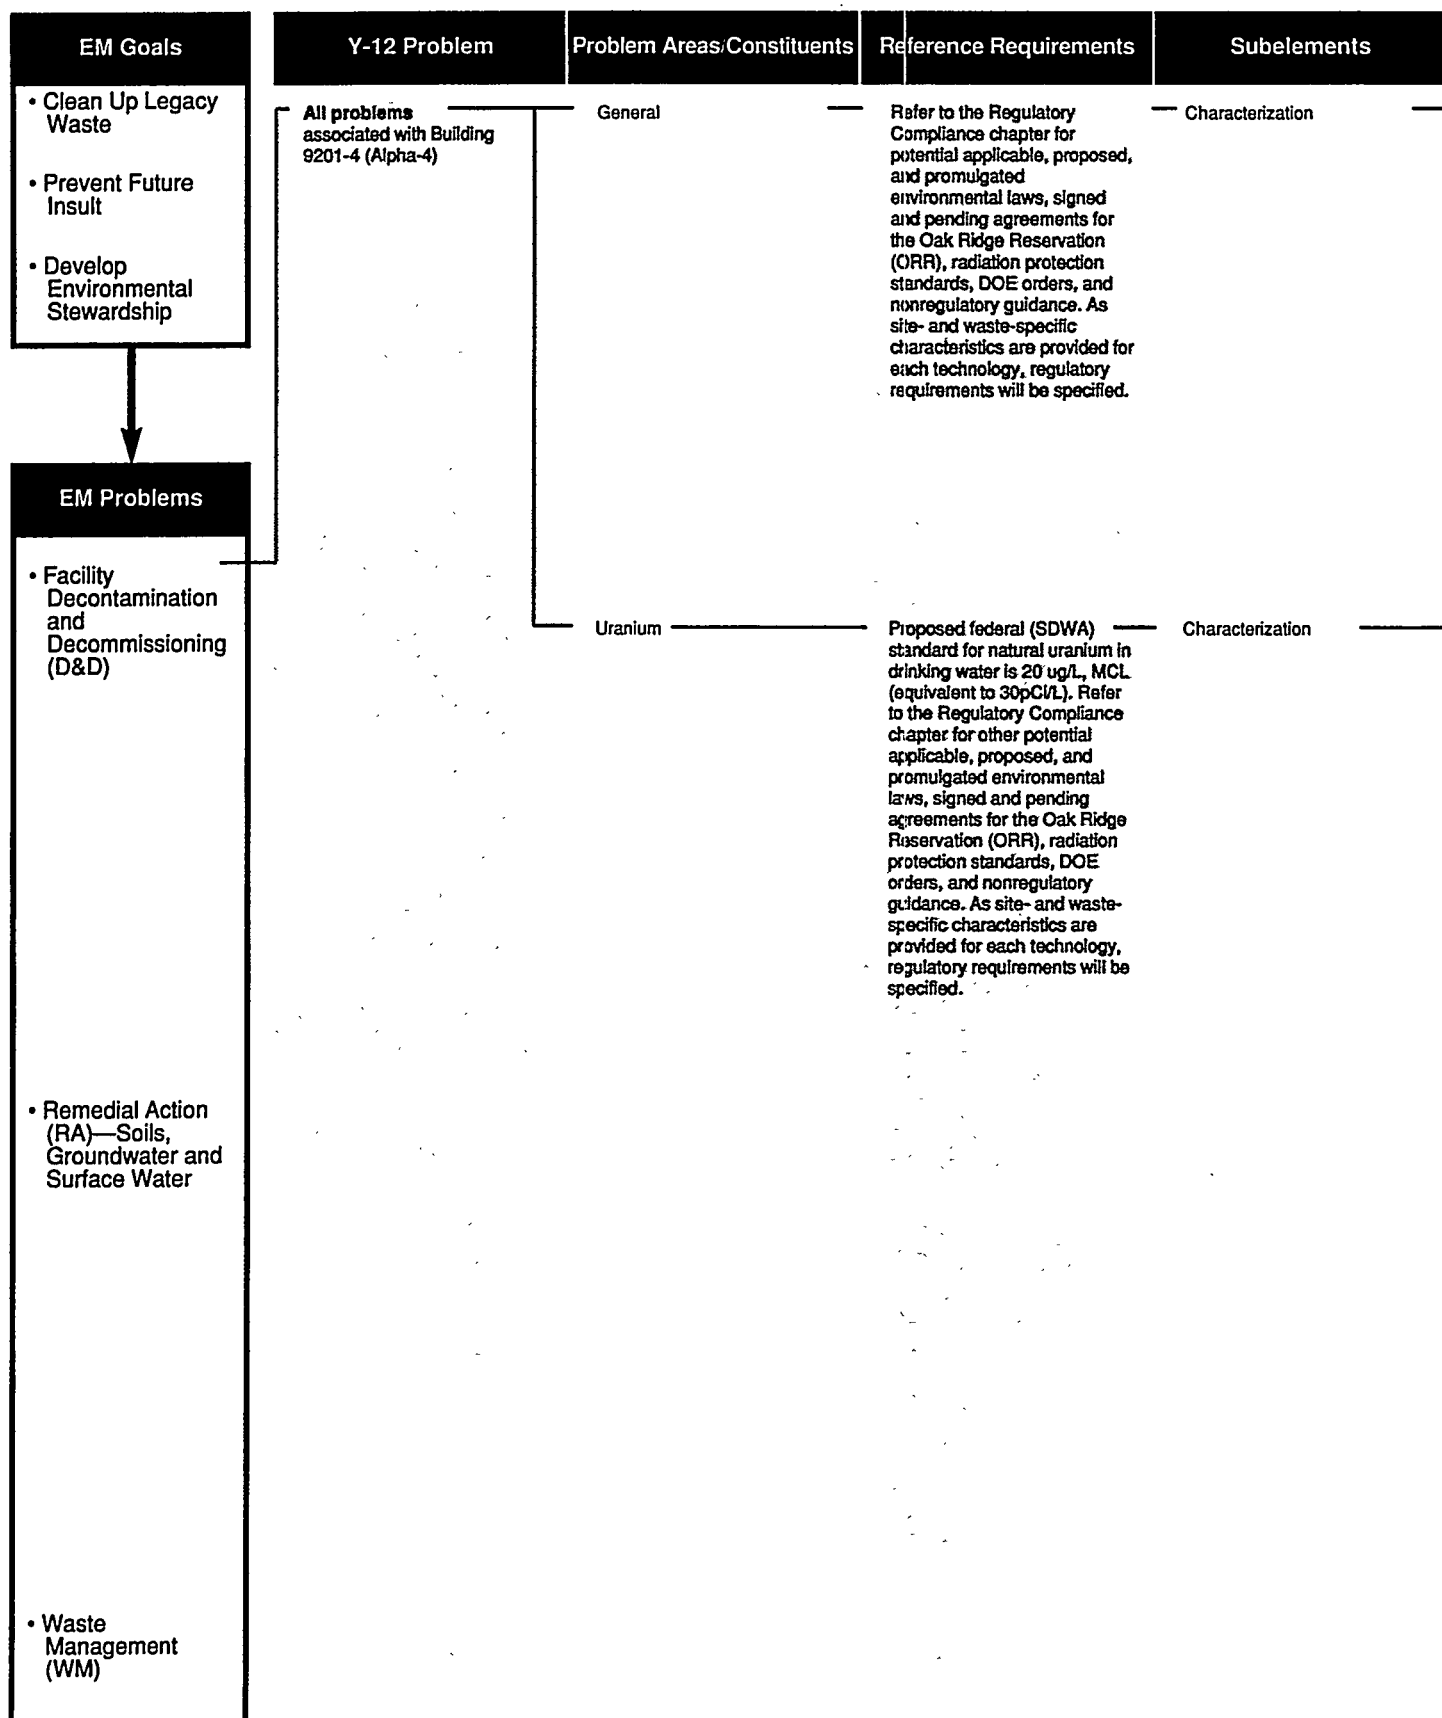 EM Goals
• Clean Up Legacy
Waste
• Prevent Future
Insult
• Develop
Environmental
Stewardship
EM Problems
• Facility
Decontamination
and
Decommissioning
(D&D)
• Remedial Action
(RA)—Soils,
Groundwater and
Surface Water
• Waste
Management
(WM)
Y-12 Problem
All problems
associated with Building
9201-4 (Alpha-4)
Problem Areas/Constituents
General
Uranium
Reference Requirements
Refer to the Regulatory
Compliance chapter for
potential applicable, proposed,
and promulgated
environmental laws, signed
and pending agreements for
the Oak Ridge Reservation
(ORR), radiation protection
standards, DOE orders, and
nonregulatory guidance. As
site- and waste-specific
characteristics are provided for
each technology, regulatory
requirements will be specified.
Proposed federal (SDWA)
standard for natural uranium in
drinking water is 20 ug/L, MCL
(equivalent to 30pCi/L). Refer
to the Regulatory Compliance
chapter for other potential
applicable, proposed, and
promulgated environmental
laws, signed and pending
agreements for the Oak Ridge
Reservation (ORR), radiation
protection standards, DOE
orders, and nonregulatory
guidance. As site- and waste-
specific characteristics are
provided for each technology,
regulatory requirements will be
specified.
Subelements
Characterization
Characterization